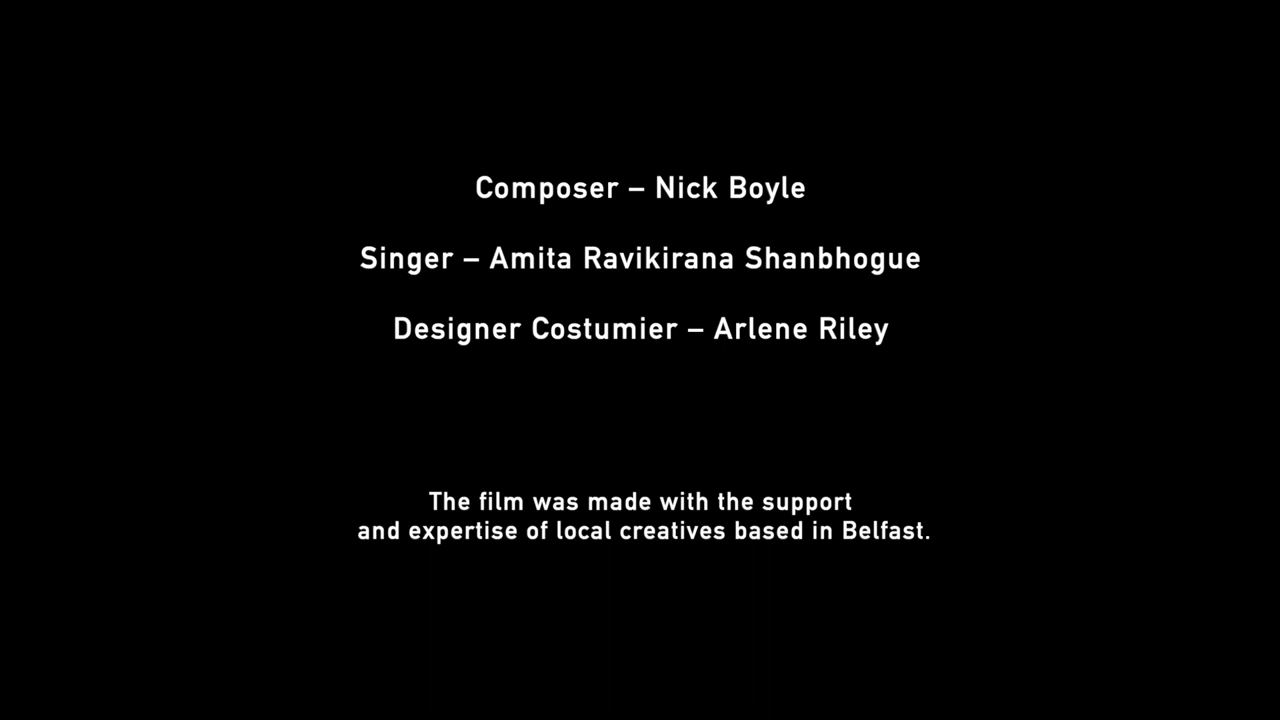 Composer – Nick Boyle
Singer – Amita Ravikirana Shanbhogue
Designer Costumier – Arlene Riley
The film was made with the support
and expertise of local creatives based in Belfast.